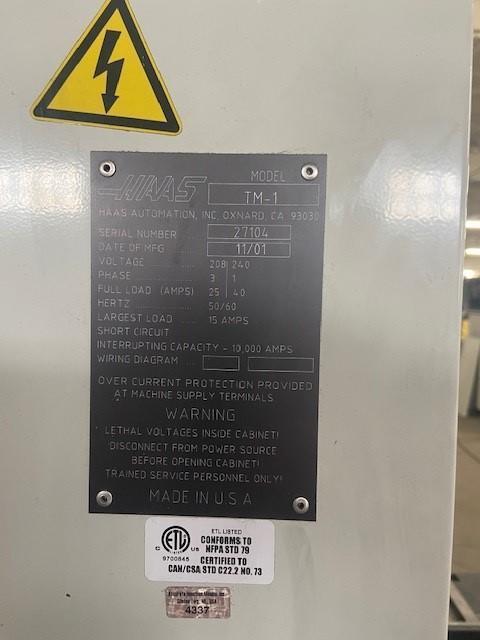 HAAS
MODEL TM-1
HAAS AUTOMATION, INC. OXNARD, CA 93030
SERIAL NUMBER 27104
DATE OF MFG 11/01
VOLTAGE ........ 208 | 240
PHASE ........ 3 | 1
FULL LOAD (AMPS) 25 | 40
HERTZ ........ 50/60
LARGEST LOAD ..... 15 AMPS
SHORT CIRCUIT
INTERRUPTING CAPACITY - 10,000 AMPS
WIRING DIAGRAM ....
OVER CURRENT PROTECTION PROVIDED
AT MACHINE SUPPLY TERMINALS
WARNING
LETHAL VOLTAGES INSIDE CABINET!
DISCONNECT FROM POWER SOURCE
BEFORE OPENING CABINET!
TRAINED SERVICE PERSONNEL ONLY!
MADE IN U.S.A
ETL LISTED
CONFORMS TO
NFPA STD 79
C ETL US
9700845
CERTIFIED TO
CAN/CSA STD C22.2 NO. 73
4337